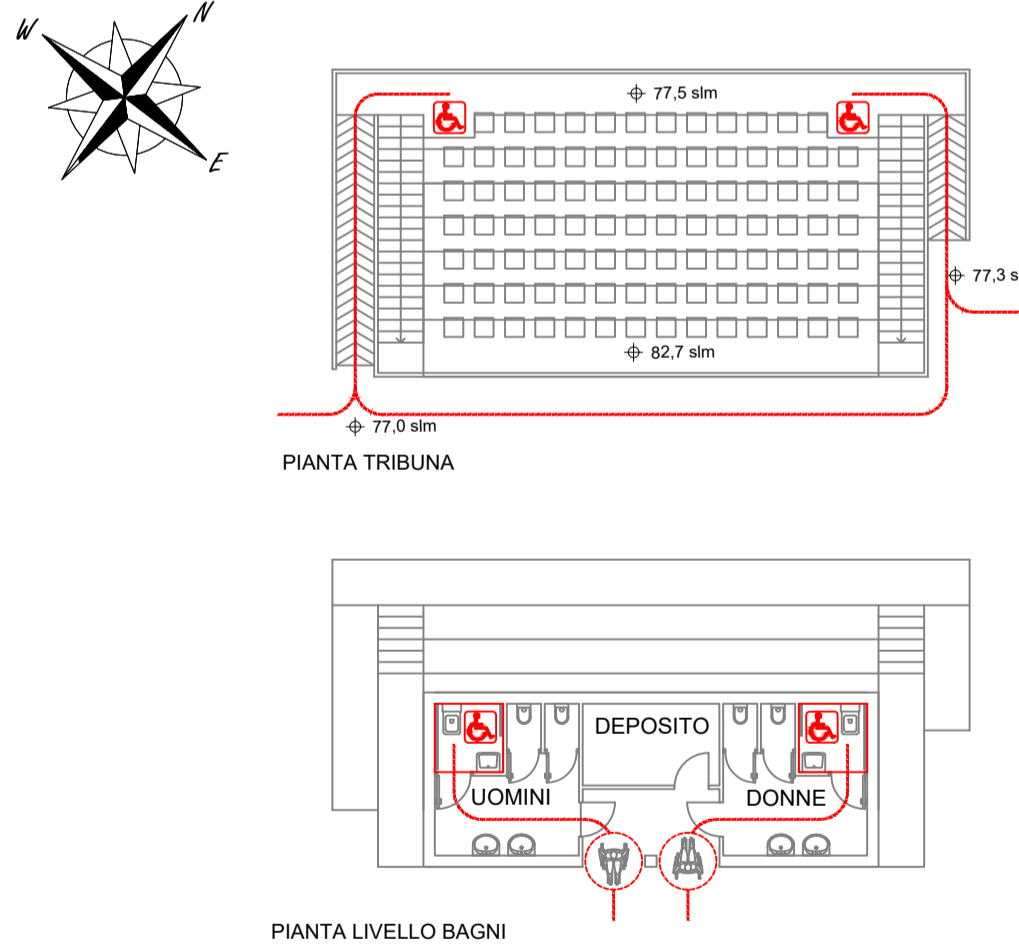 W
N
E
77,5 slm
77,3 s
82,7 slm
77,0 slm
PIANTA TRIBUNA
DEPOSITO
UOMINI
DONNE
PIANTA LIVELLO BAGNI